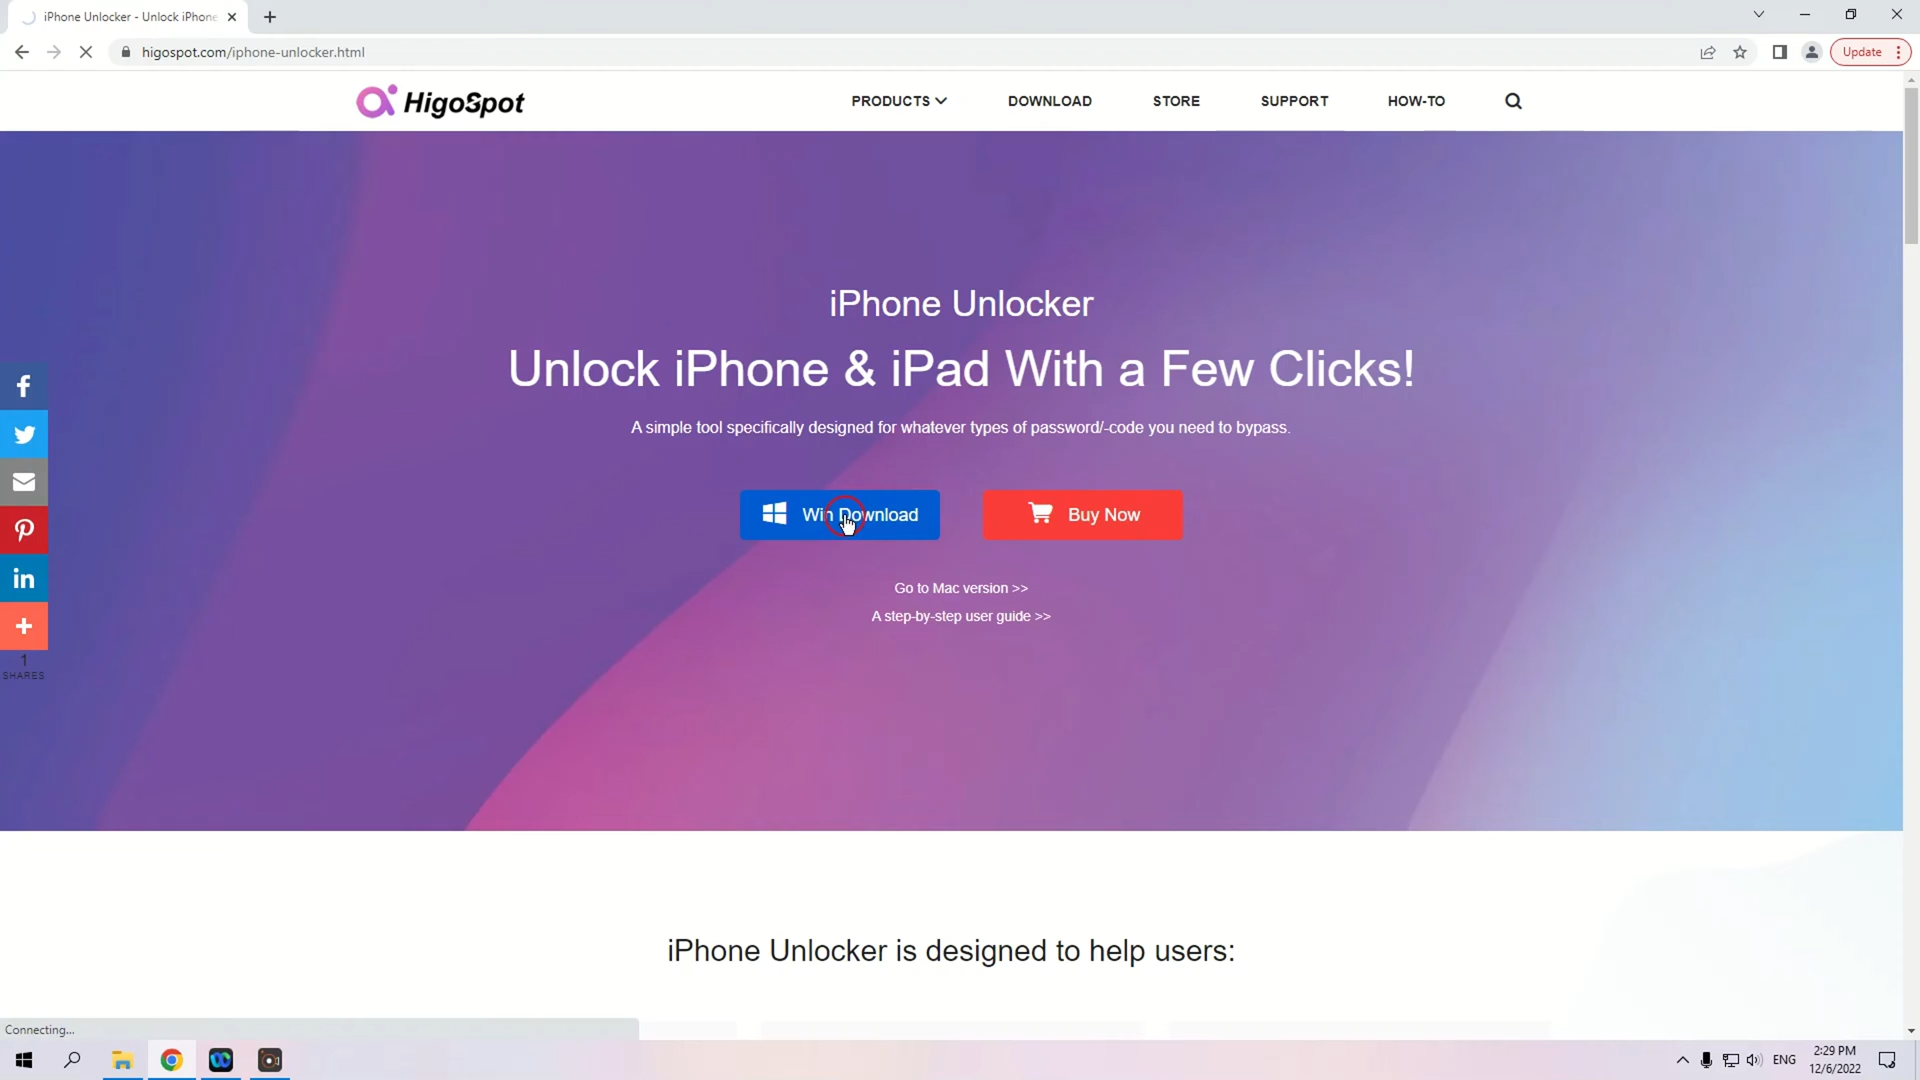 iPhone Unlocker - Unlock iPhone
higospot.com/iphone-unlocker.html
Update
HigoSpot
PRODUCTS
DOWNLOAD
STORE
SUPPORT
HOW-TO
iPhone Unlocker
Unlock iPhone & iPad With a Few Clicks!
A simple tool specifically designed for whatever types of password/-code you need to bypass.
Win Download
Buy Now
Go to Mac version >>
A step-by-step user guide >>
1
SHARES
iPhone Unlocker is designed to help users:
Connecting...
ENG
2:29 PM
12/6/2022